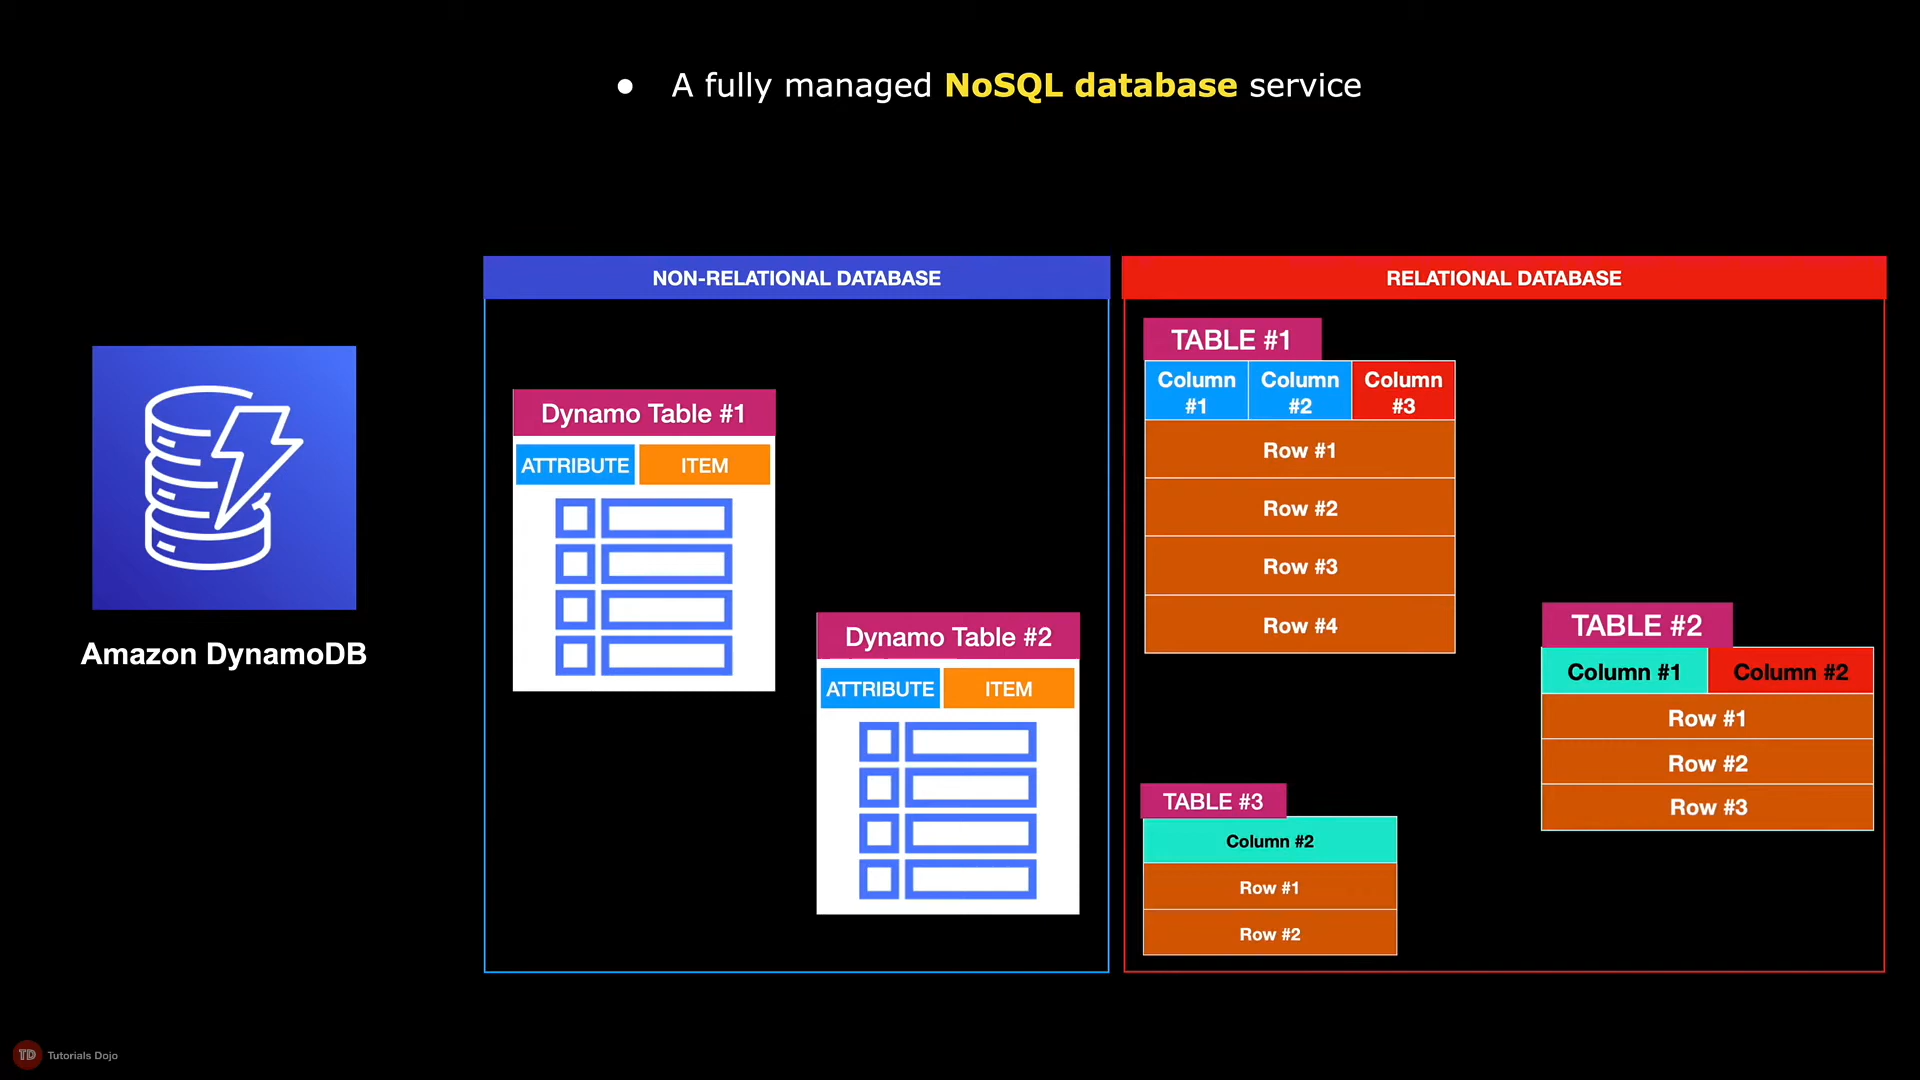 ● A fully managed NoSQL database service
Amazon DynamoDB
NON-RELATIONAL DATABASE
Dynamo Table #1
ATTRIBUTE ITEM
Dynamo Table #2
ATTRIBUTE ITEM
RELATIONAL DATABASE
TABLE #1
Column #1 Column #2 Column #3
Row #1
Row #2
Row #3
Row #4
TABLE #2
Column #1 Column #2
Row #1
Row #2
Row #3
TABLE #3
Column #2
Row #1
Row #2
TD Tutorials Dojo